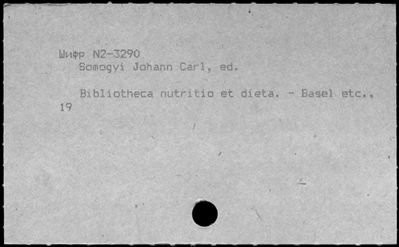 Шифр N2-3290
Somogyi Johann Carl, ed.
Bibliotheca nutritio et dieta. - Basel etc.,
19